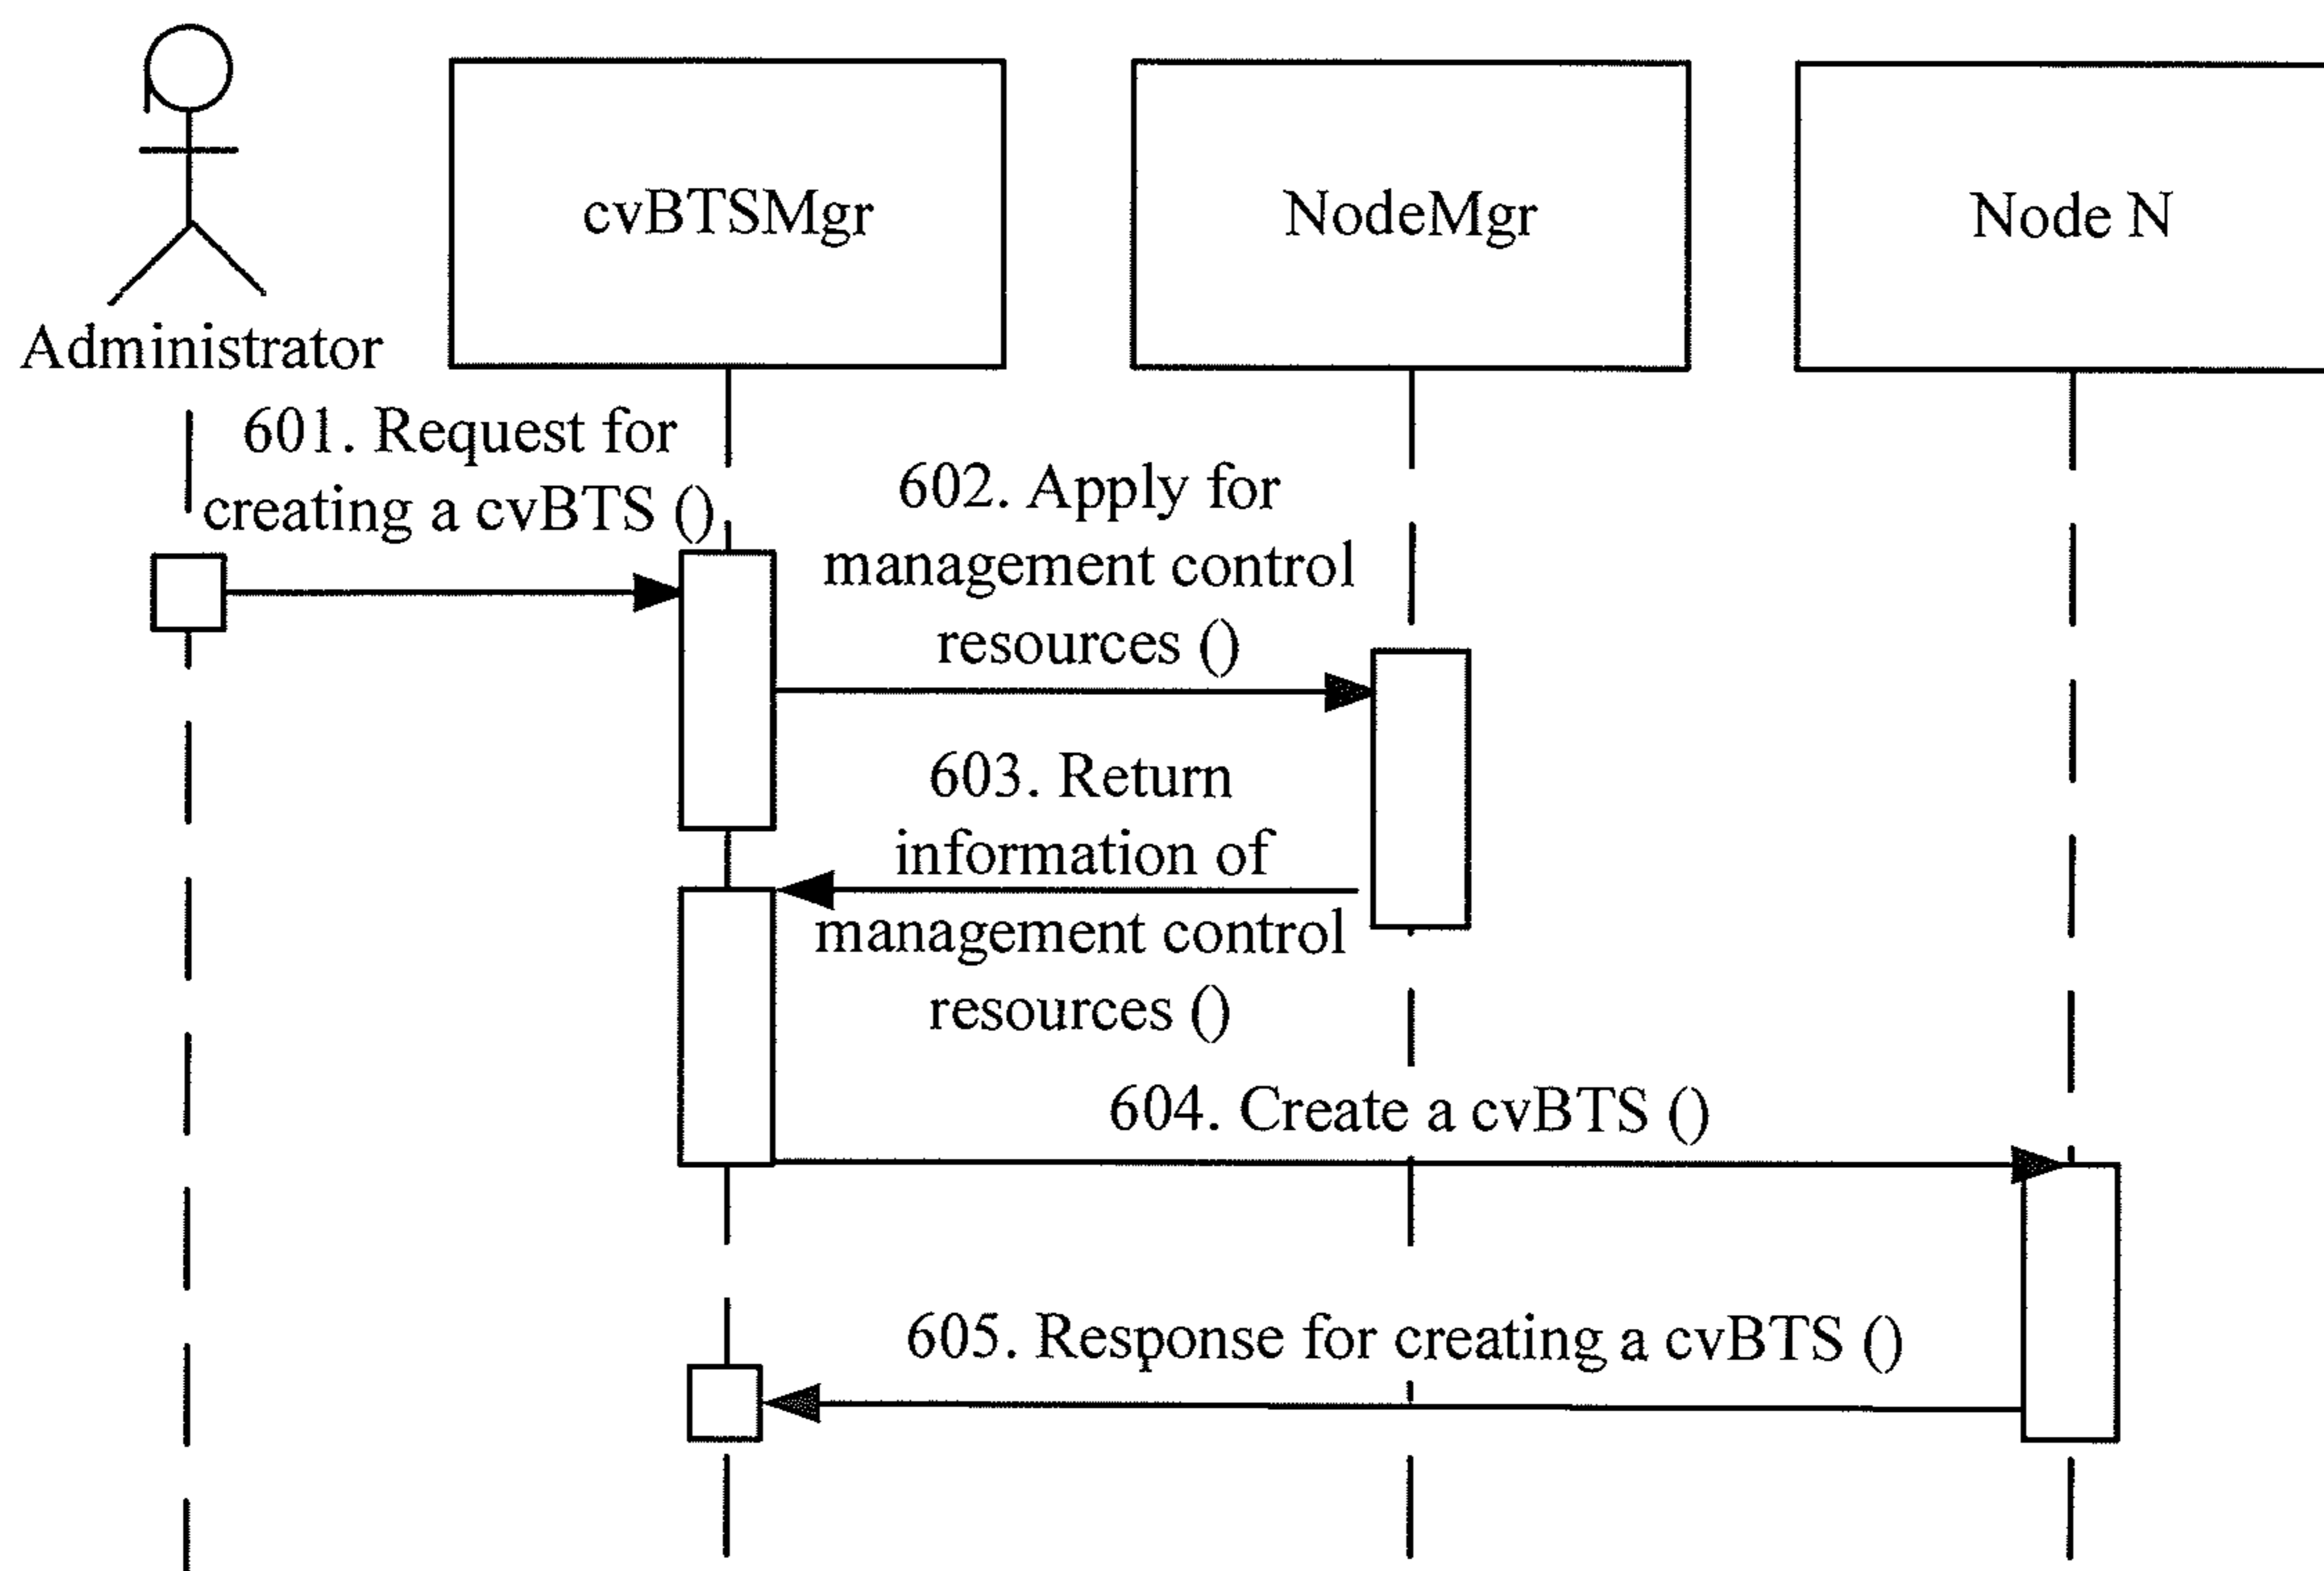 cvBTSMgr
NodeMgr
Node N
Administrator
601. Request for
creating a cvBTS ()
602. Apply for
management control
resources ()
603. Return
information of
management control
resources ()
604. Create a cvBTS ()
605. Response for creating a cvBTS ()